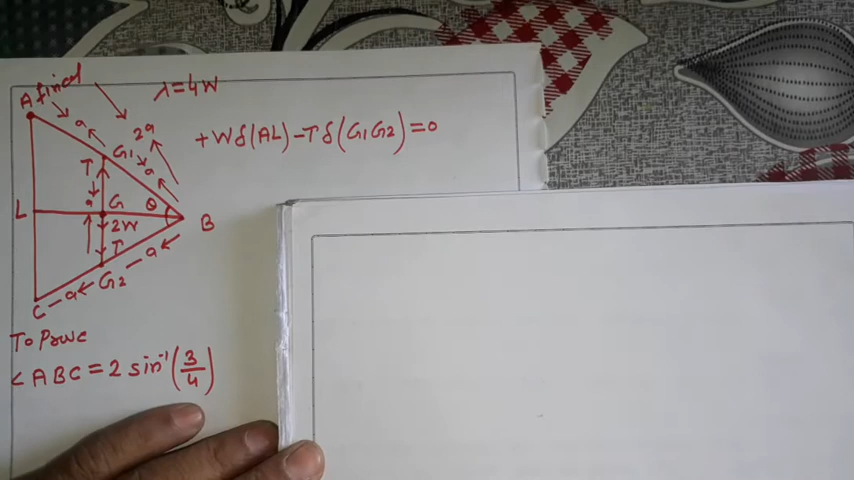 A fixed
λ=4W
+Wδ(AL)-Tδ(G1G2)=0
a
2a
G1
T
a
a
a
L
G
θ
2W
B
T
a
G2
a
C
To Prove
<ABC=2 sin⁻¹(3/4)